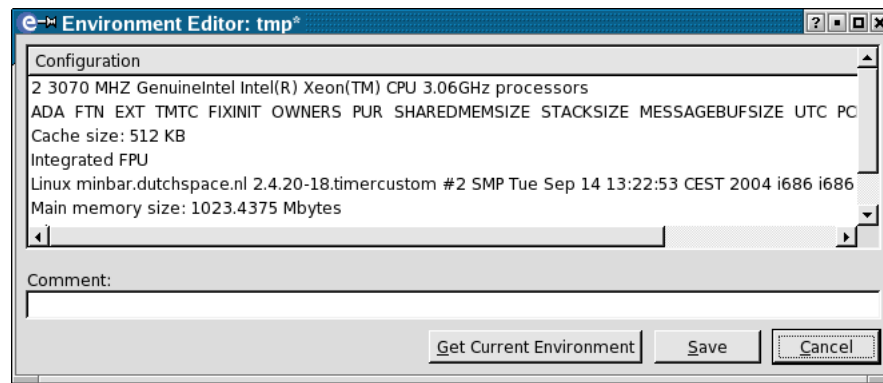 Environment Editor: tmp*
Configuration
2 3070 MHZ GenuineIntel Intel(R) Xeon(TM) CPU 3.06GHz processors
ADA FTN EXT TMTC FIXINIT OWNERS PUR SHAREDMEMSIZE STACKSIZE MESSAGEBUFSIZE UTC
Cache size: 512 KB
Integrated FPU
Linux minbar.dutchspace.nl 2.4.20-18.timercustom #2 SMP Tue Sep 14 13:22:53 CEST 2004 i686 i686
Main memory size: 1023.4375 Mbytes
Comment:
Get Current Environment Save Cancel